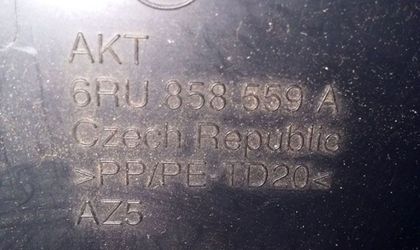 AKT
6RU 858 559 A
Czech Republic
>PP/PE TD20<
AZ5